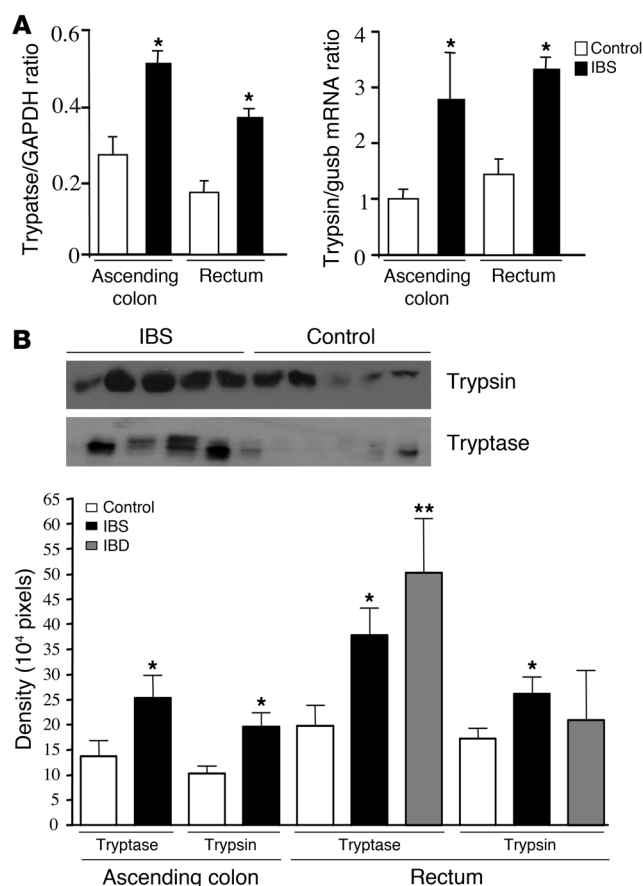 A
Trypatse/GAPDH ratio
0.6
0.4
0.2
0
*
*
Ascending
colon
Rectum
Trypsin/gusb mRNA ratio
4
3
2
1
0
*
*
Ascending
colon
Rectum
Control
IBS
B
IBS
Control
Trypsin
Tryptase
Density (10⁴ pixels)
65
60
55
50
45
40
35
30
25
20
15
10
5
0
Control
IBS
IBD
*
*
*
**
*
Tryptase
Trypsin
Tryptase
Trypsin
Ascending colon
Rectum